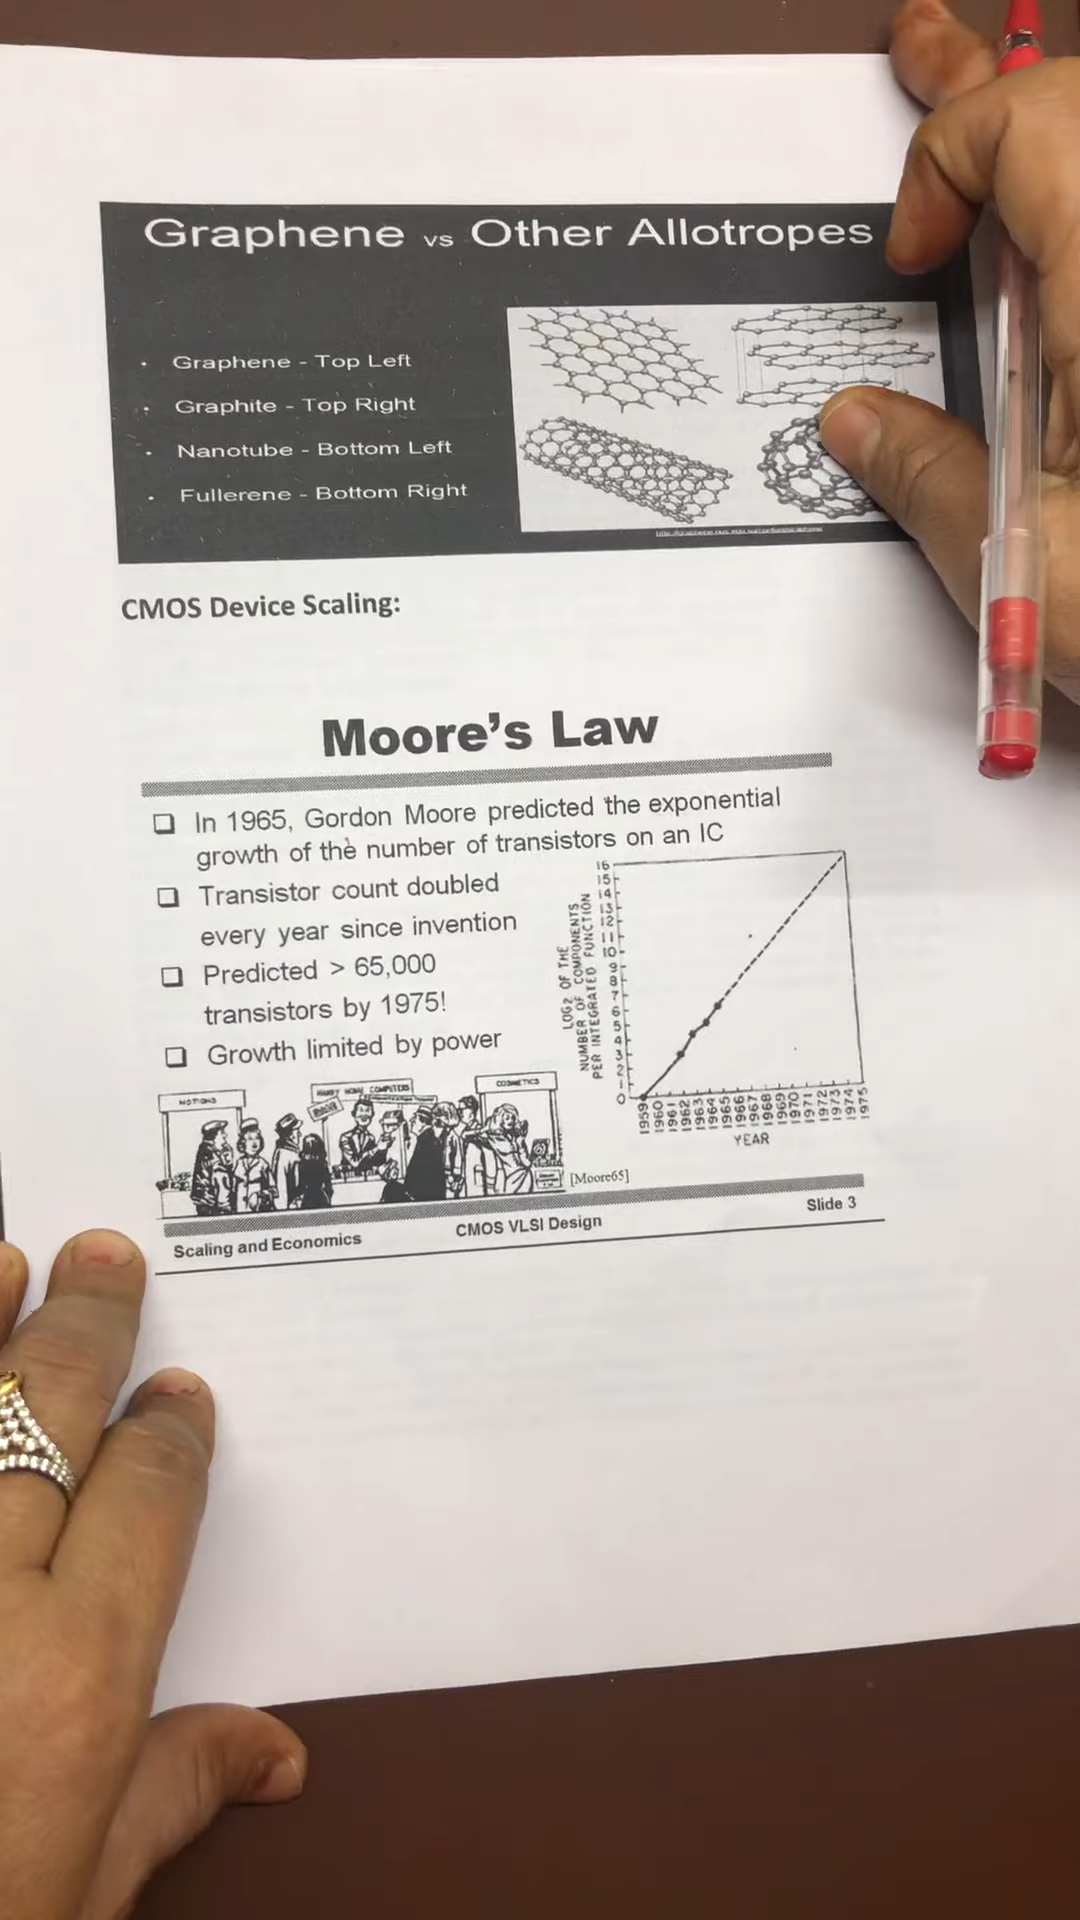 Graphene vs Other Allotropes
• Graphene - Top Left
• Graphite - Top Right
• Nanotube - Bottom Left
• Fullerene - Bottom Right
CMOS Device Scaling:
Moore's Law
❑ In 1965, Gordon Moore predicted the exponential
growth of the number of transistors on an IC
❑ Transistor count doubled
every year since invention
❑ Predicted > 65,000
transistors by 1975!
❑ Growth limited by power
LOG2 OF THE
NUMBER OF COMPONENTS
PER INTEGRATED FUNCTION
16
15
14
13
12
11
10
9
8
7
6
5
4
3
2
1
0
1959
1960
1961
1962
1963
1964
1965
1966
1967
1968
1969
1970
1971
1972
1973
1974
1975
YEAR
NOTIONS
HANDY HOME COMPUTERS
COSMETICS
[Moore65]
Scaling and Economics
CMOS VLSI Design
Slide 3